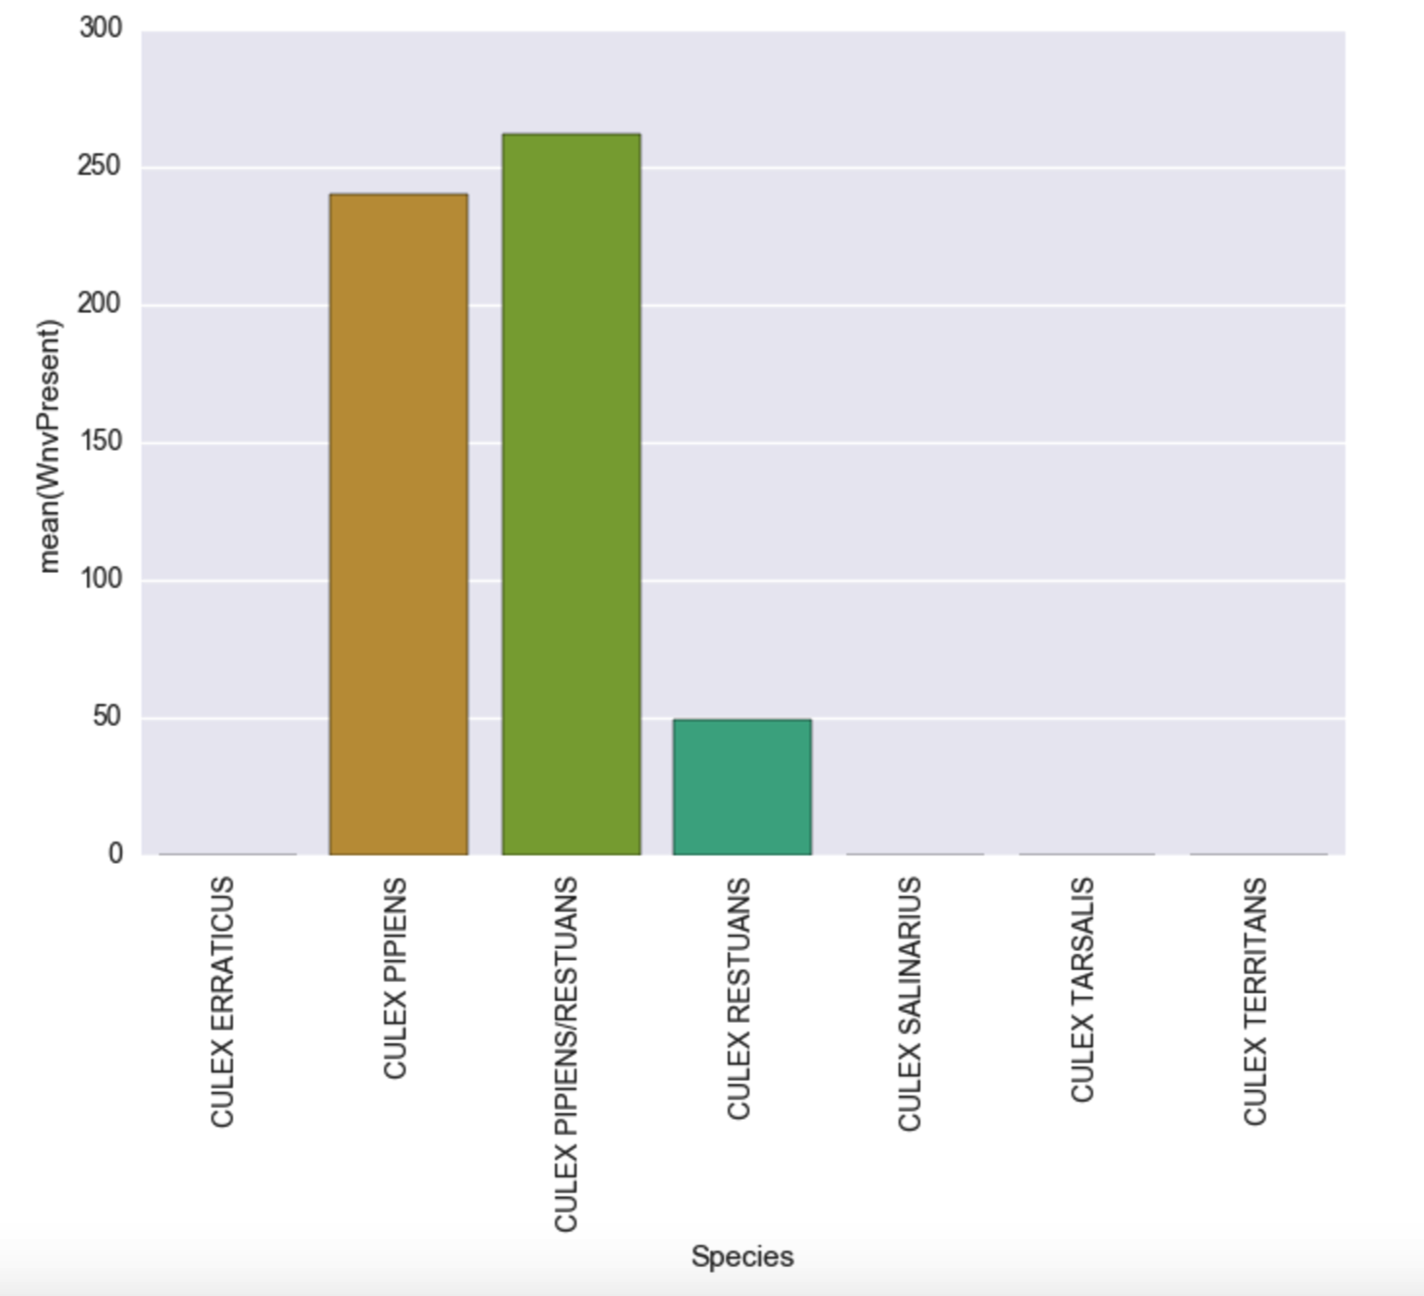 300
250
200
150
100
50
0
mean(WnvPresent)
CULEX ERRATICUS
CULEX PIPIENS
CULEX PIPIENS/RESTUANS
CULEX RESTUANS
CULEX SALINARIUS
CULEX TARSALIS
CULEX TERRITANS
Species